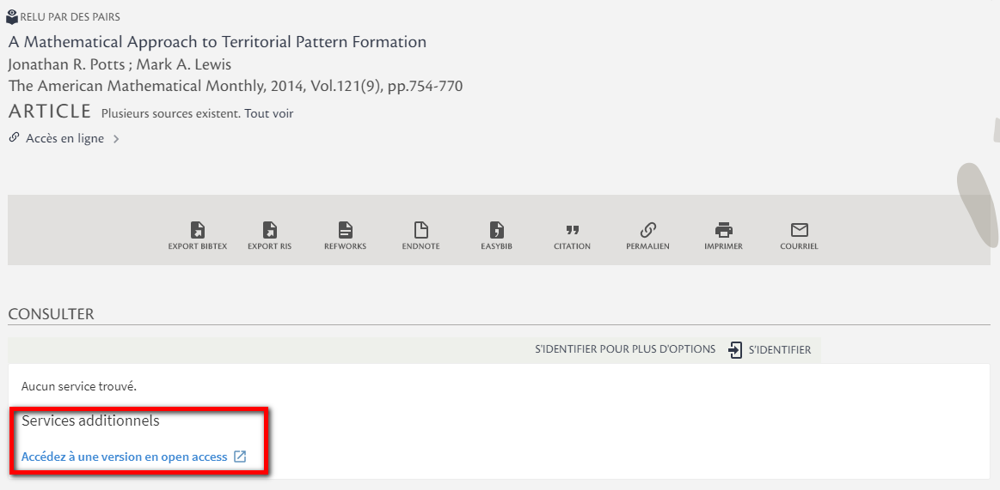 RELU PAR DES PAIRS
A Mathematical Approach to Territorial Pattern Formation
Jonathan R. Potts ; Mark A. Lewis
The American Mathematical Monthly, 2014, Vol.121(9), pp.754-770
ARTICLE Plusieurs sources existent. Tout voir
Accès en ligne
EXPORT BIBTEX EXPORT RIS REFWORKS ENDNOTE EASYBIB CITATION PERMALIEN IMPRIMER COURRIEL
CONSULTER
S'IDENTIFIER POUR PLUS D'OPTIONS S'IDENTIFIER
Aucun service trouvé.
Services additionnels
Accédez à une version en open access